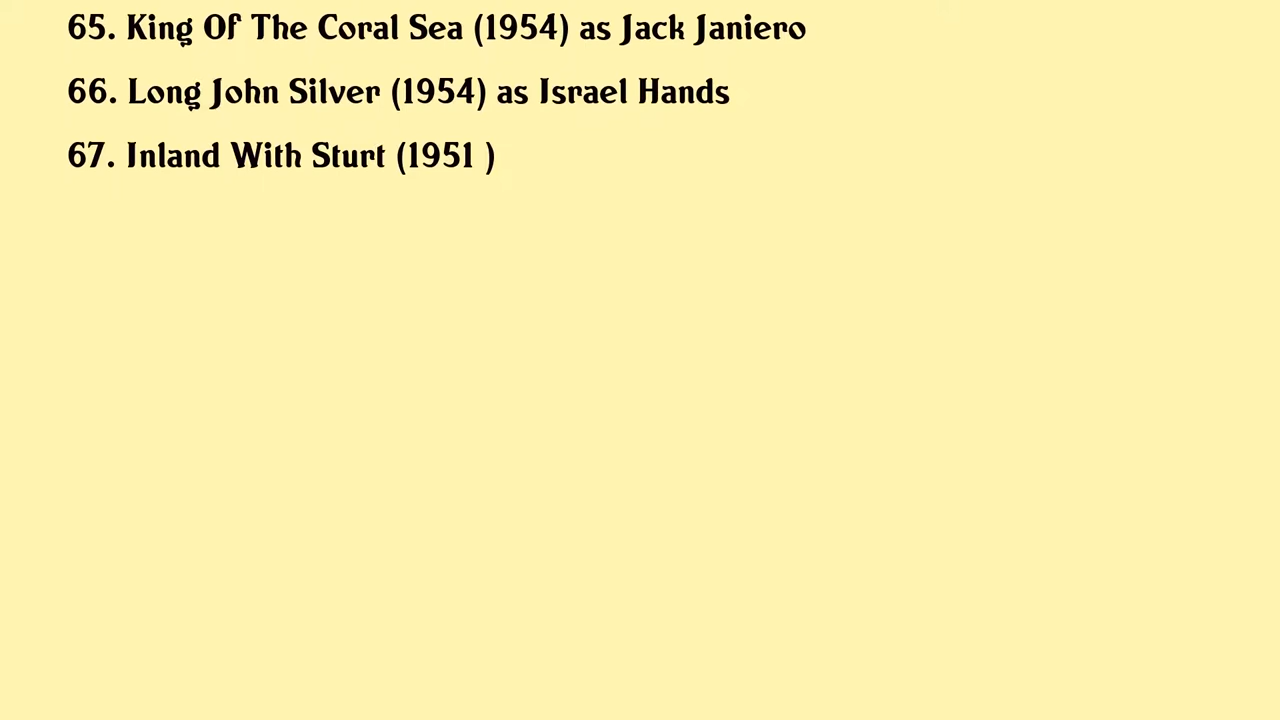 65. King Of The Coral Sea (1954) as Jack Janiero
66. Long John Silver (1954) as Israel Hands
67. Inland With Sturt (1951 )